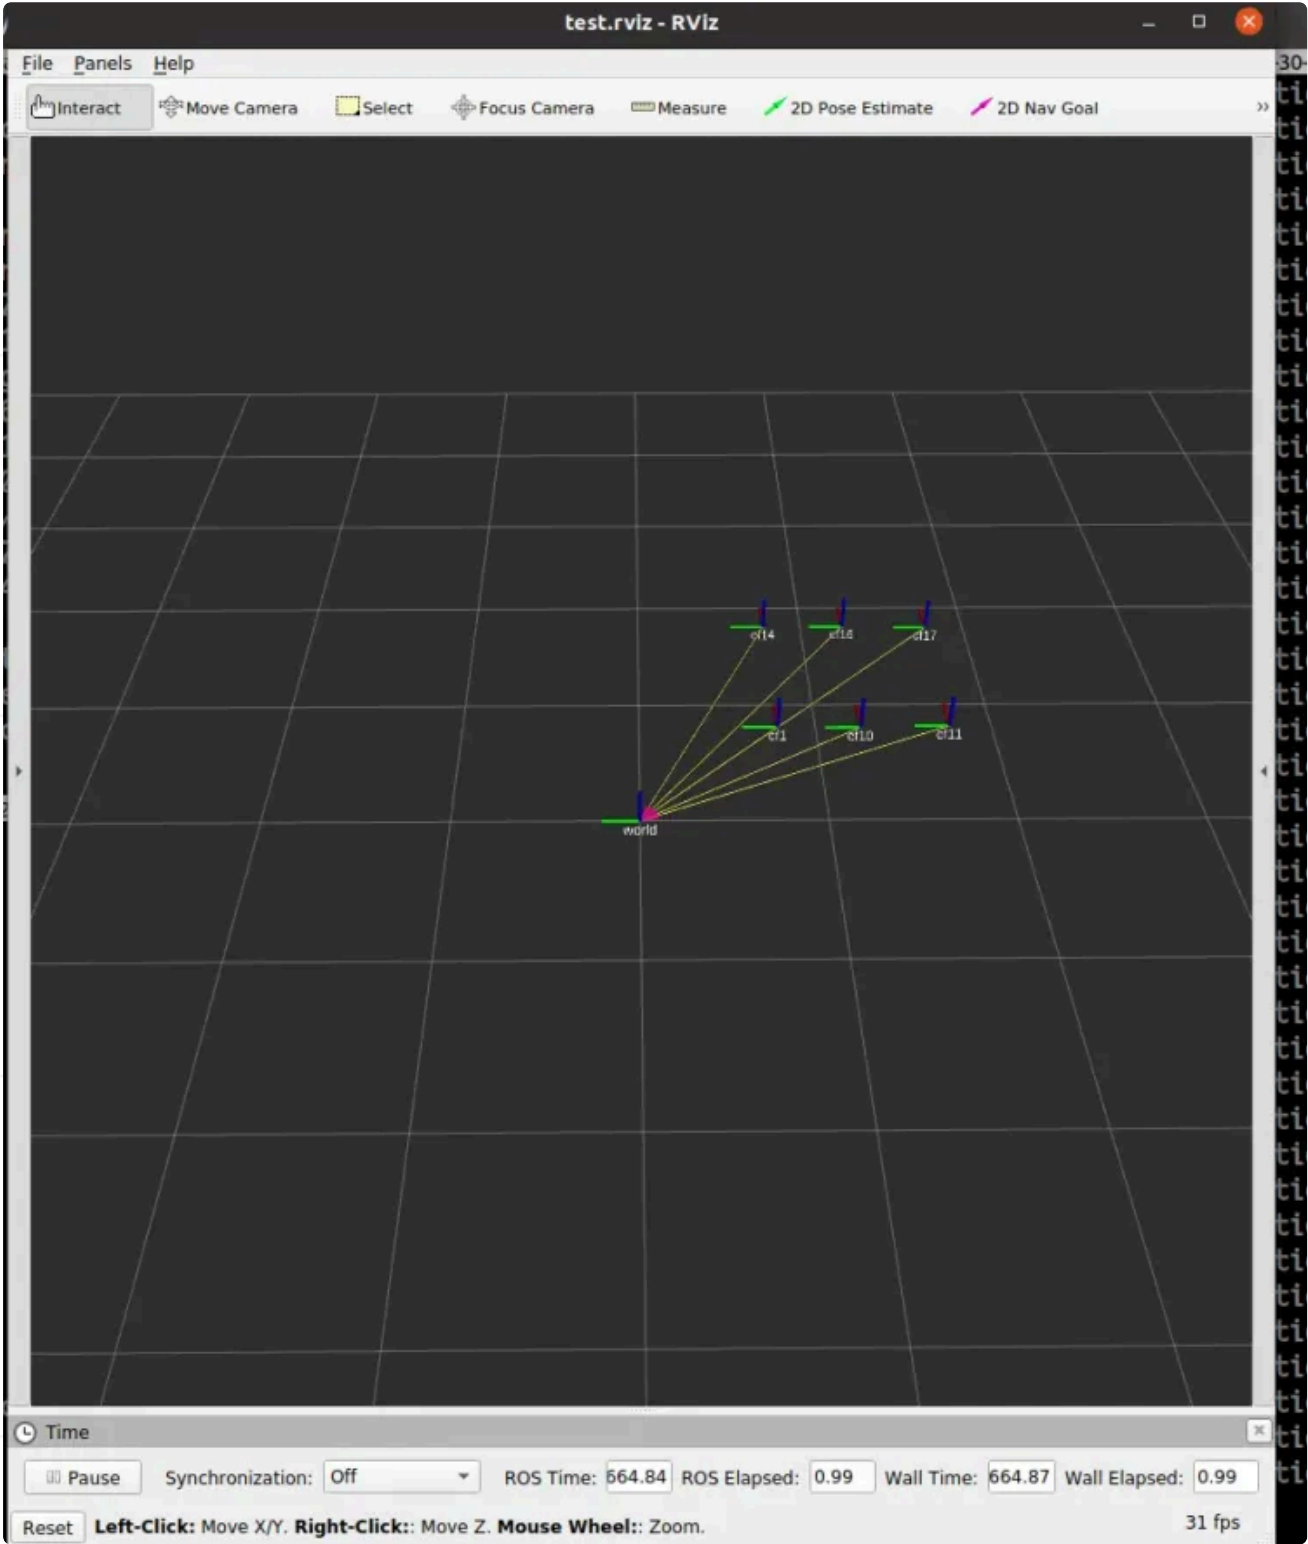 test.rviz - RViz
File Panels Help
Interact Move Camera Select Focus Camera Measure 2D Pose Estimate 2D Nav Goal »
-30-
cf14 cf16 cf17
cf1 cf10 cf11
world
Time
Pause Synchronization: Off ROS Time: 664.84 ROS Elapsed: 0.99 Wall Time: 664.87 Wall Elapsed: 0.99
Reset Left-Click: Move X/Y. Right-Click:: Move Z. Mouse Wheel:: Zoom. 31 fps